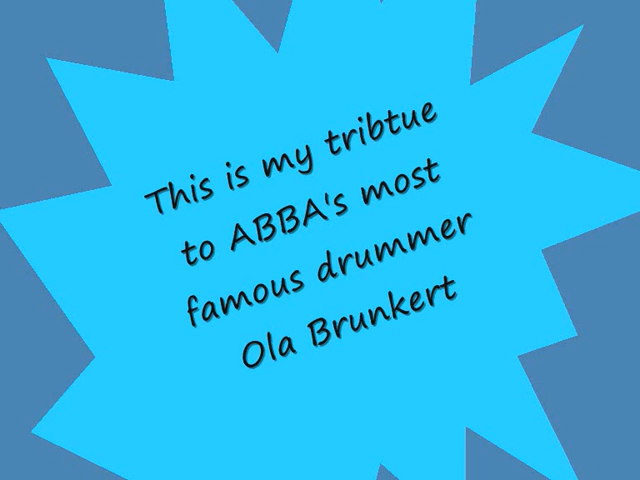 This is my tribtue
to ABBA's most
famous drummer
Ola Brunkert